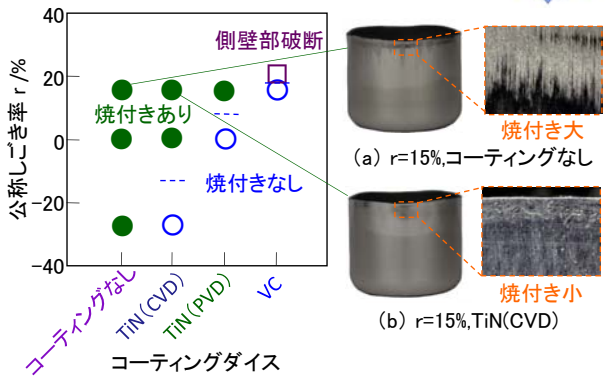 公称しごき率 r /%
40
20
0
-20
-40
側壁部破断
焼付きあり
焼付きなし
コーティングなし
TiN(CVD)
TiN(PVD)
VC
コーティングダイス
焼付き大
(a) r=15%,コーティングなし
焼付き小
(b) r=15%,TiN(CVD)